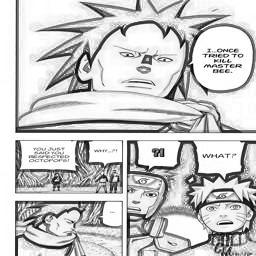 I...ONCE
TRIED TO
KILL
MASTER
BEE.
YOU JUST
SAID YOU
RESPECTED
OCTOPOPS!
WHY...?!
?!
WHAT?
...